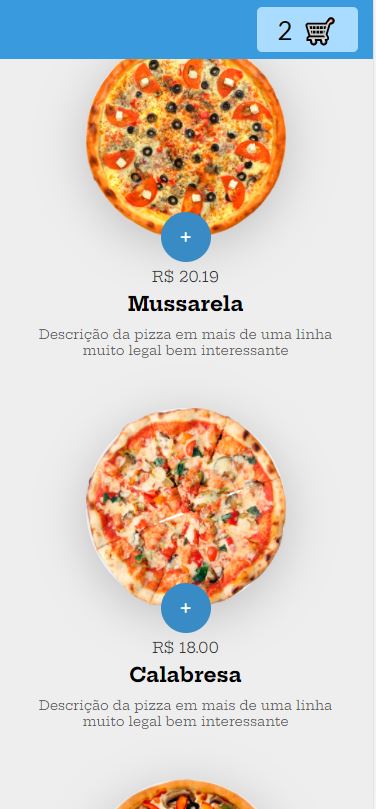 2
+
R$ 20.19
Mussarela
Descrição da pizza em mais de uma linha
muito legal bem interessante
+
R$ 18.00
Calabresa
Descrição da pizza em mais de uma linha
muito legal bem interessante